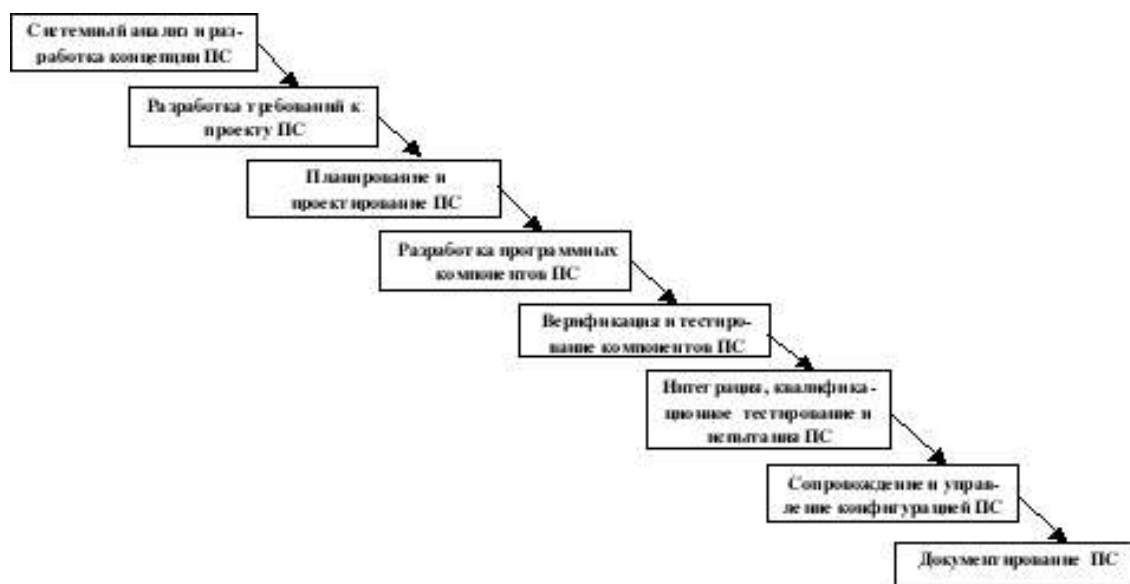 Системный анализ и раз-
работка концепции ПС
Разработка требований к
проекту ПС
Планирование и
проектирование ПС
Разработка программных
компонентов ПС
Верификация и тестиро-
вание компонентов ПС
Интеграция, квалифика-
ционное тестирование и
испытания ПС
Сопровождение и управ-
ление конфигурацией ПС
Документирование ПС